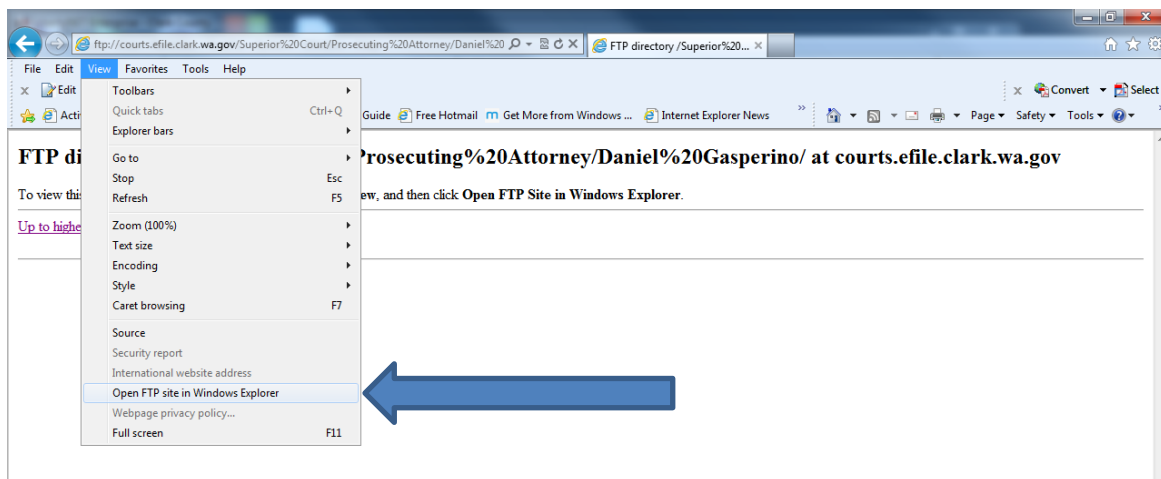 ftp://courts.efile.clark.wa.gov/Superior%20Court/Prosecuting%20Attorney/Daniel%20
FTP directory /Superior%20...
File Edit View Favorites Tools Help
x Edit
x Convert Select
Acti
Guide Free Hotmail Get More from Windows ... Internet Explorer News » Page Safety Tools
Toolbars
Quick tabs Ctrl+Q
Explorer bars
Go to
Stop Esc
Refresh F5
Zoom (100%)
Text size
Encoding
Style
Caret browsing F7
Source
Security report
International website address
Open FTP site in Windows Explorer
Webpage privacy policy...
Full screen F11
FTP di Prosecuting%20Attorney/Daniel%20Gasperino/ at courts.efile.clark.wa.gov
To view this ew, and then click Open FTP Site in Windows Explorer.
Up to highe